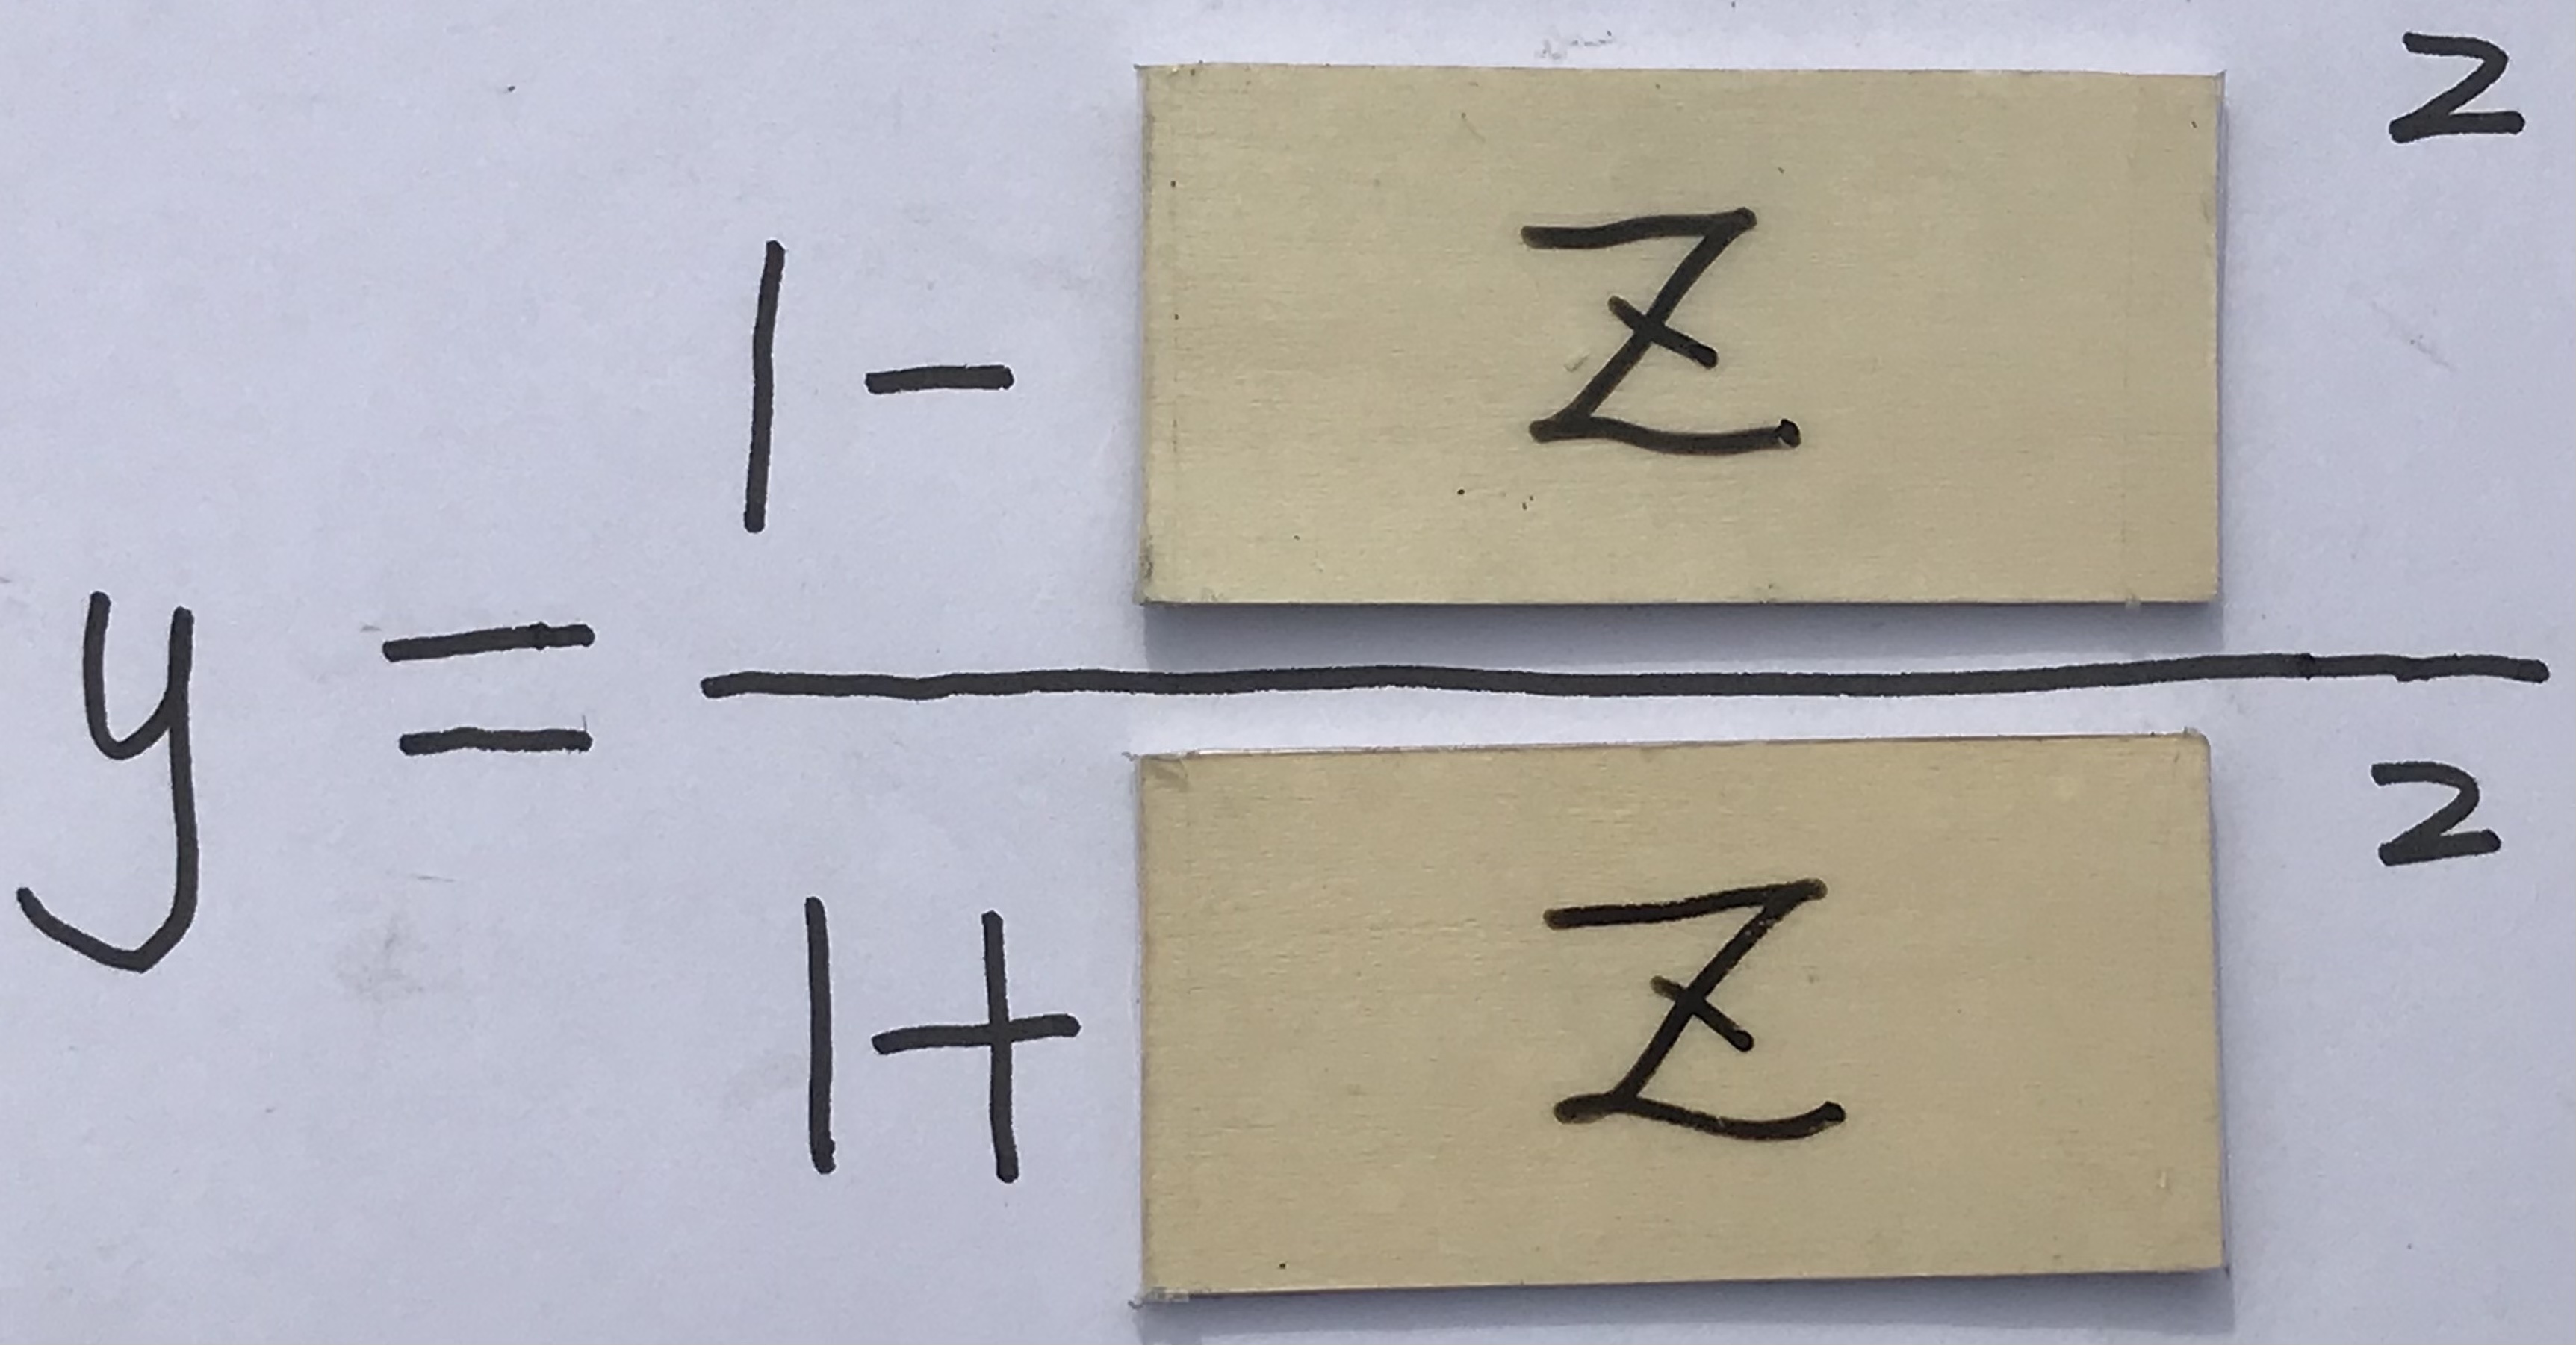 1 - Z ²
y = ―
1 + Z ²